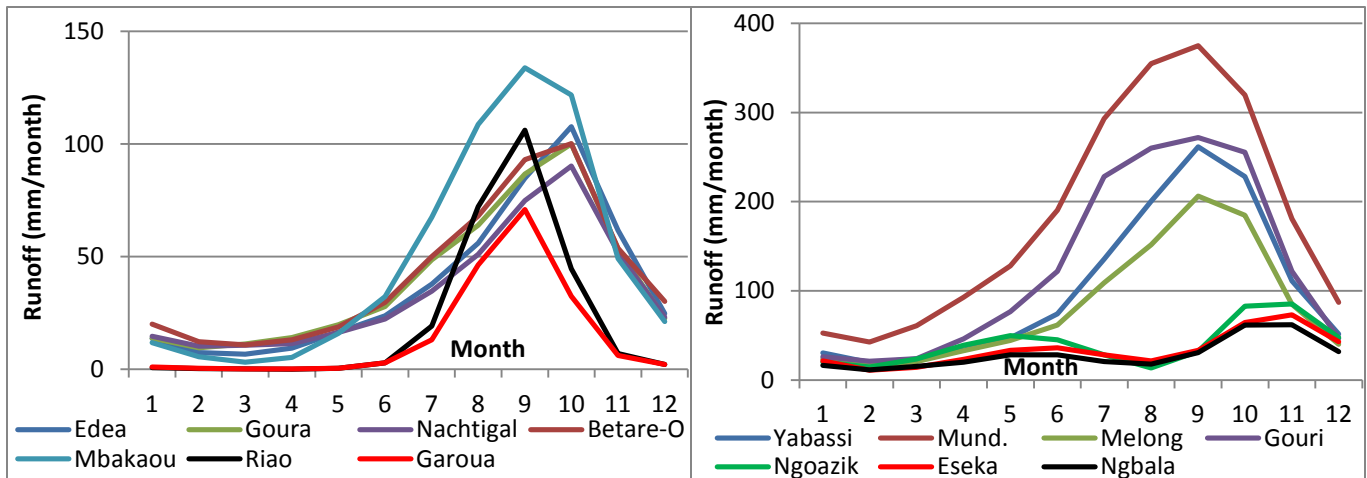 Runoff (mm/month)
150
100
50
0
Month
1 2 3 4 5 6 7 8 9 10 11 12
Edea Goura Nachtigal Betare-O
Mbakaou Riao Garoua
Runoff (mm/month)
400
300
200
100
0
Month
1 2 3 4 5 6 7 8 9 10 11 12
Yabassi Mund. Melong Gouri
Ngoazik Eseka Ngbala